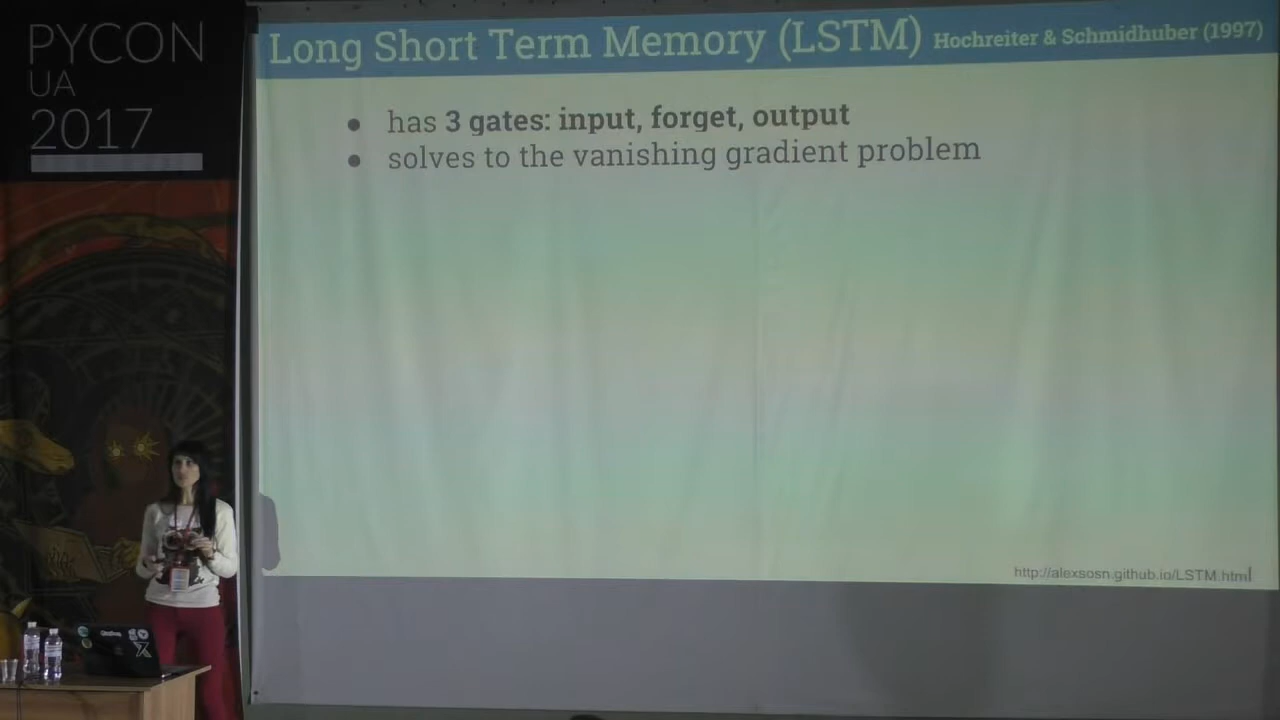 PYCON
UA
2017
Long Short Term Memory (LSTM) Hochreiter & Schmidhuber (1997)
● has 3 gates: input, forget, output
● solves to the vanishing gradient problem
http://alexsosn.github.io/LSTM.html